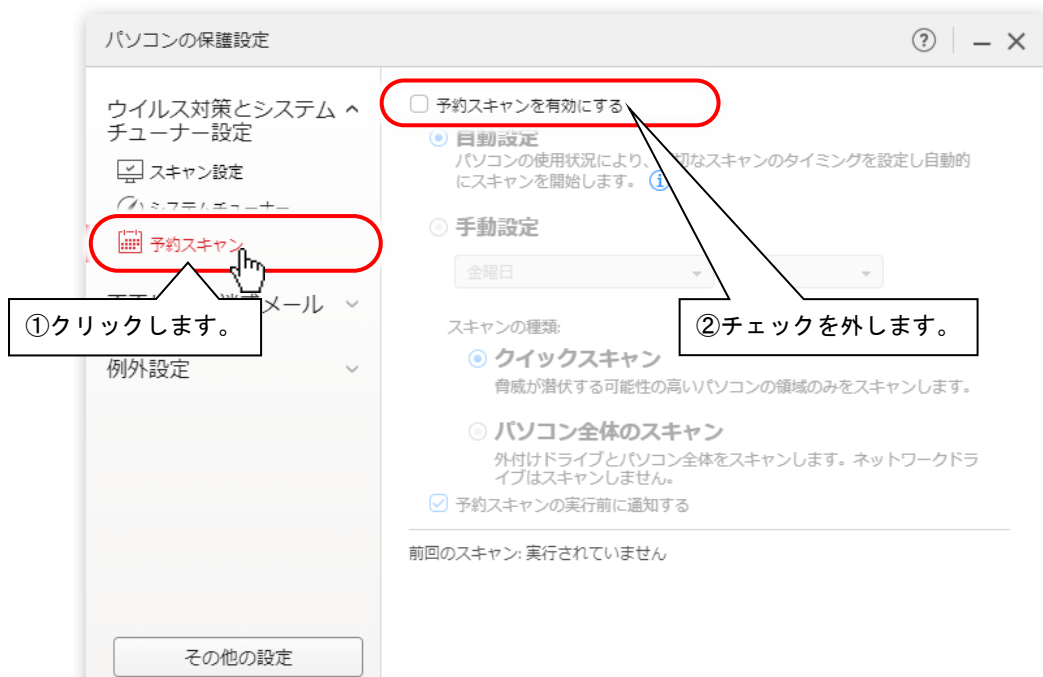 パソコンの保護設定
ウイルス対策とシステム
チューナー設定
スキャン設定
システムチューナー
予約スキャン
メール
例外設定
その他の設定
①クリックします。
予約スキャンを有効にする
自動設定
パソコンの使用状況により、切なスキャンのタイミングを設定し自動的
にスキャンを開始します。
手動設定
金曜日
②チェックを外します。
スキャンの種類:
クイックスキャン
脅威が潜伏する可能性の高いパソコンの領域のみをスキャンします。
パソコン全体のスキャン
外付けドライブとパソコン全体をスキャンします。ネットワークドラ
イブはスキャンしません。
予約スキャンの実行前に通知する
前回のスキャン: 実行されていません